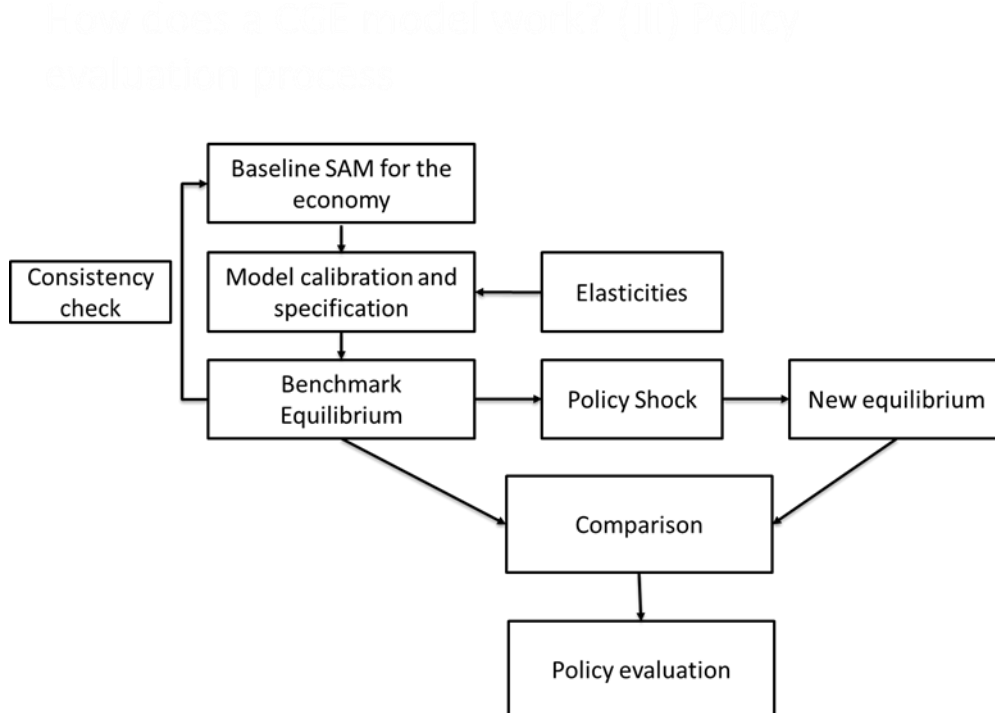 How does a CGE model work? (III) Policy
evaluation process
Baseline SAM for the
economy
Consistency
check
Model calibration and
specification
Elasticities
Benchmark
Equilibrium
Policy Shock
New equilibrium
Comparison
Policy evaluation